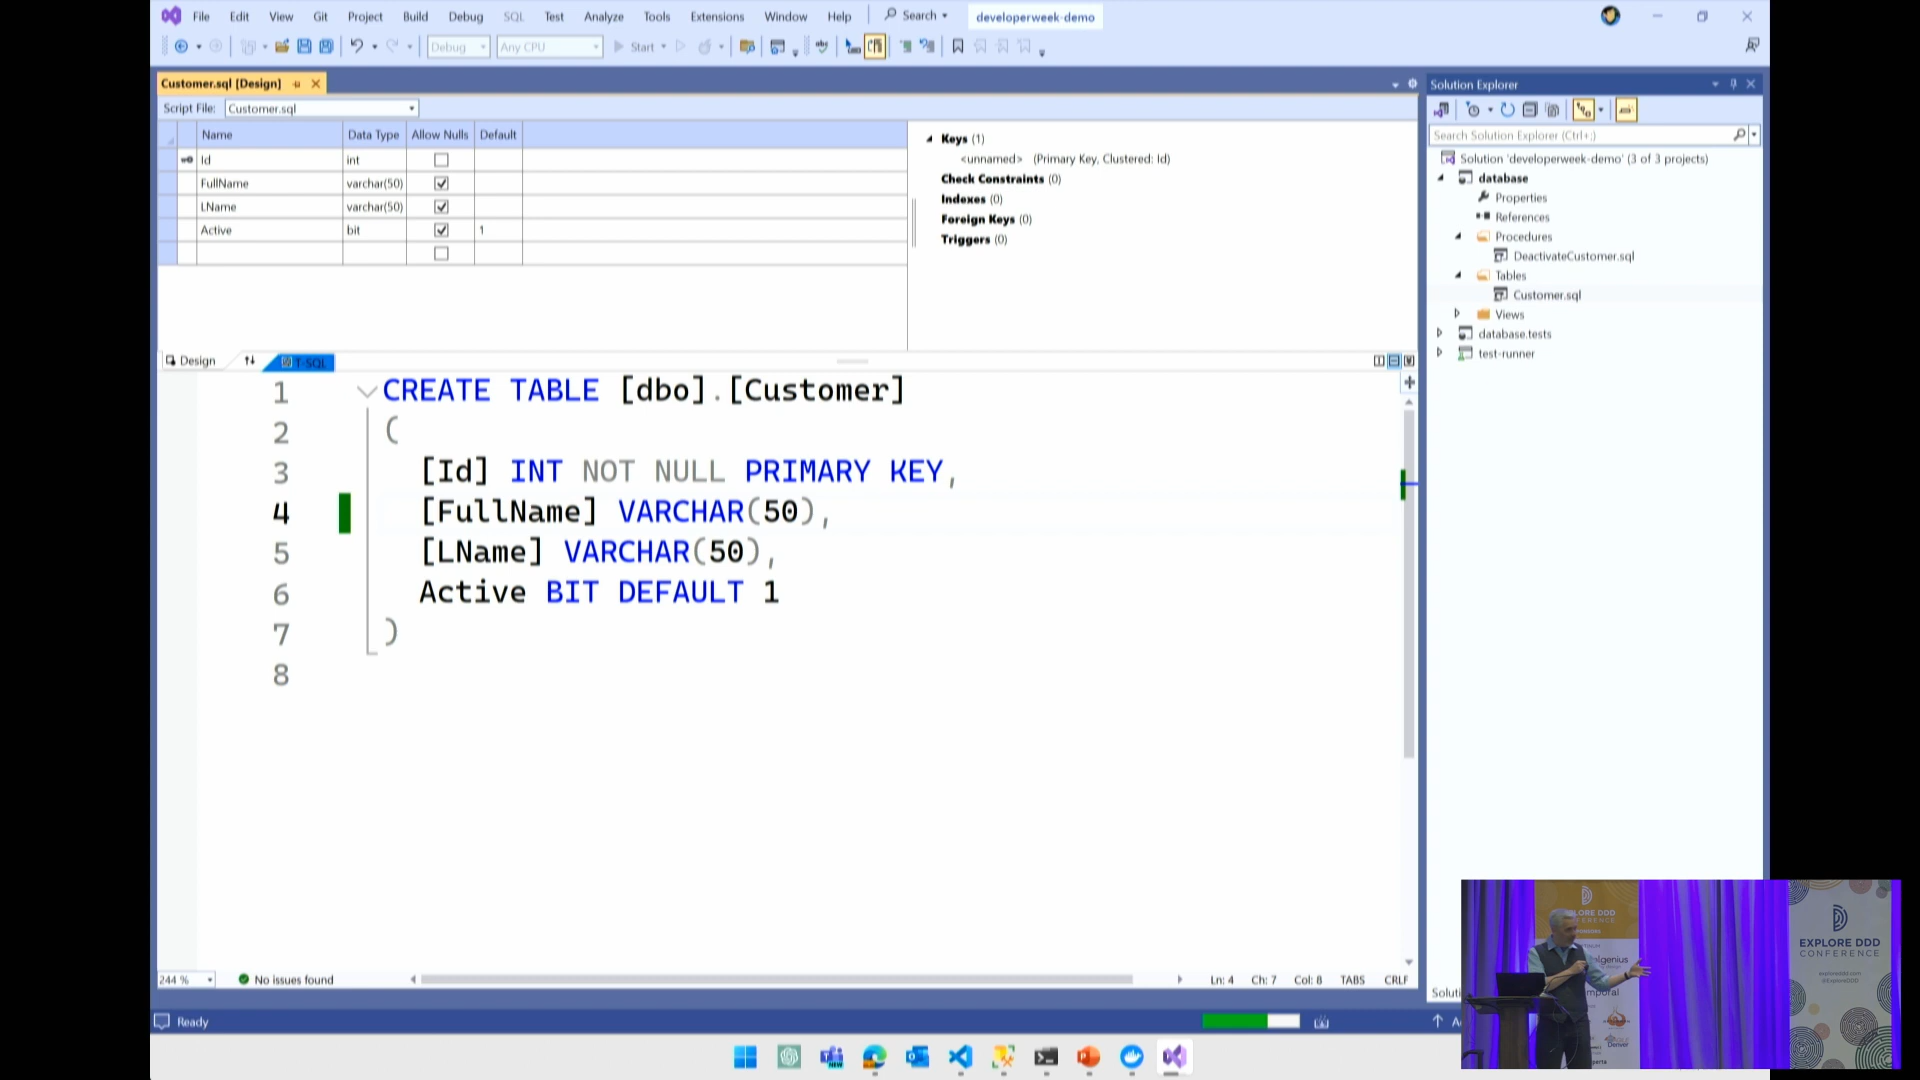 File Edit View Git Project Build Debug SQL Test Analyze Tools Extensions Window Help Search developerweek-demo
Debug Any CPU Start
Customer.sql [Design]
Script File: Customer.sql
Name Data Type Allow Nulls Default
Id int
FullName varchar(50)
LName varchar(50)
Active bit 1
Keys (1)
<unnamed> (Primary Key, Clustered: Id)
Check Constraints (0)
Indexes (0)
Foreign Keys (0)
Triggers (0)
Design T-SQL
1 CREATE TABLE [dbo].[Customer]
2 (
3 [Id] INT NOT NULL PRIMARY KEY,
4 [FullName] VARCHAR(50),
5 [LName] VARCHAR(50),
6 Active BIT DEFAULT 1
7 )
8
244 % No issues found Ln: 4 Ch: 7 Col: 8 TABS CRLF
Ready
Solution Explorer
Search Solution Explorer (Ctrl+;)
Solution 'developerweek-demo' (3 of 3 projects)
database
Properties
References
Procedures
DeactivateCustomer.sql
Tables
Customer.sql
Views
database.tests
test-runner
Soluti
A
NEW
EXPLORE DDD
CONFERENCE
exploreddd.com
@ExploreDDD